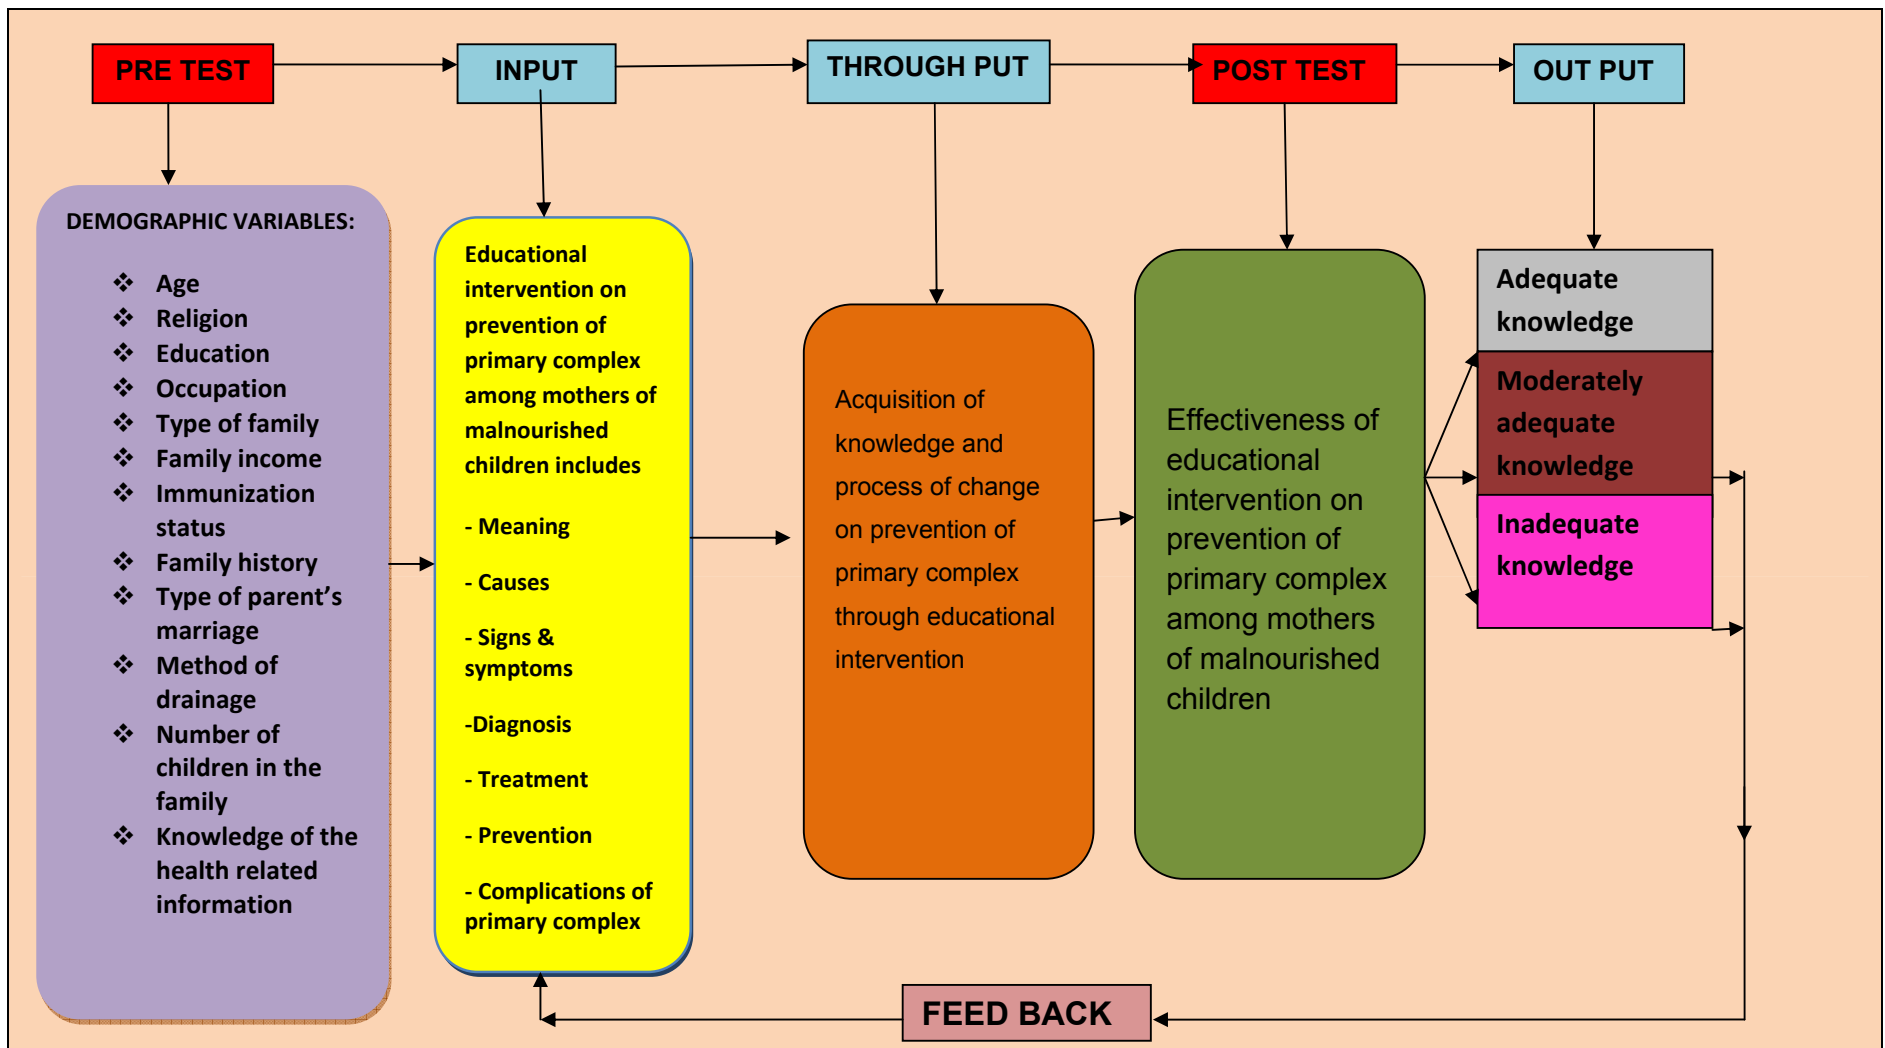 PRE TEST
INPUT
THROUGH PUT
POST TEST
OUT PUT
DEMOGRAPHIC VARIABLES:
❖ Age
❖ Religion
❖ Education
❖ Occupation
❖ Type of family
❖ Family income
❖ Immunization
status
❖ Family history
❖ Type of parent’s
marriage
❖ Method of
drainage
❖ Number of
children in the
family
❖ Knowledge of the
health related
information
Educational
intervention on
prevention of
primary complex
among mothers of
malnourished
children includes
- Meaning
- Causes
- Signs &
symptoms
-Diagnosis
- Treatment
- Prevention
- Complications of
primary complex
Acquisition of
knowledge and
process of change
on prevention of
primary complex
through educational
intervention
Effectiveness of
educational
intervention on
prevention of
primary complex
among mothers
of malnourished
children
Adequate
knowledge
Moderately
adequate
knowledge
Inadequate
knowledge
FEED BACK